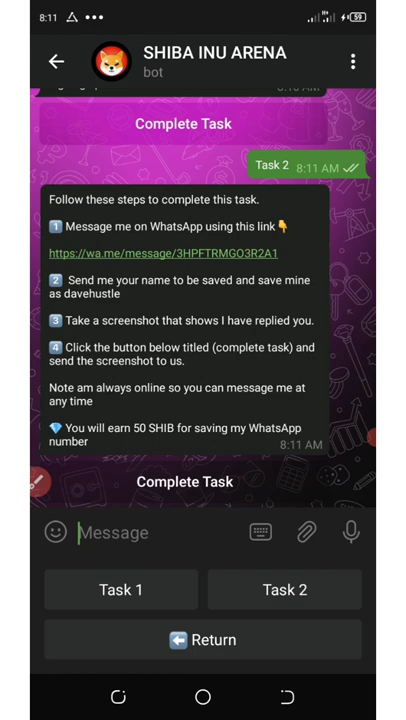 8:11
59
SHIBA INU ARENA
bot
Complete Task
Task 2 8:11 AM
Follow these steps to complete this task.
1 Message me on WhatsApp using this link👇
https://wa.me/message/3HPFTRMGO3R2A1
2 Send me your name to be saved and save mine
as davehustle
3 Take a screenshot that shows I have replied you.
4 Click the button below titled (complete task) and
send the screenshot to us.
Note am always online so you can message me at
any time
💎 You will earn 50 SHIB for saving my WhatsApp
number 8:11 AM
Complete Task
Message
Task 1 Task 2
Return